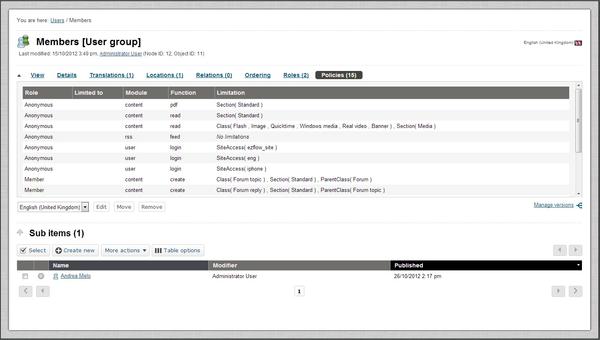 You are here: Users / Members
Members [User group]
Last modified: 15/10/2012 3:49 pm, Administrator User (Node ID: 12, Object ID: 11)
English (United Kingdom)
View Details Translations (1) Locations (1) Relations (0) Ordering Roles (2) Policies (15)
Role Limited to Module Function Limitation
Anonymous content pdf Section( Standard )
Anonymous content read Section( Standard )
Anonymous content read Class( Flash , Image , Quicktime , Windows media , Real video , Banner ) , Section( Media )
Anonymous rss feed No limitations
Anonymous user login SiteAccess( ezflow_site )
Anonymous user login SiteAccess( eng )
Anonymous user login SiteAccess( iphone )
Member content create Class( Forum topic ) , Section( Standard ) , ParentClass( Forum )
Member content create Class( Forum reply ) , Section( Standard ) , ParentClass( Forum topic )
English (United Kingdom) Edit Move Remove Manage versions
Sub items (1)
Select Create new More actions Table options
Name Modifier Published
Andrea Melo Administrator User 26/10/2012 2:17 pm
1